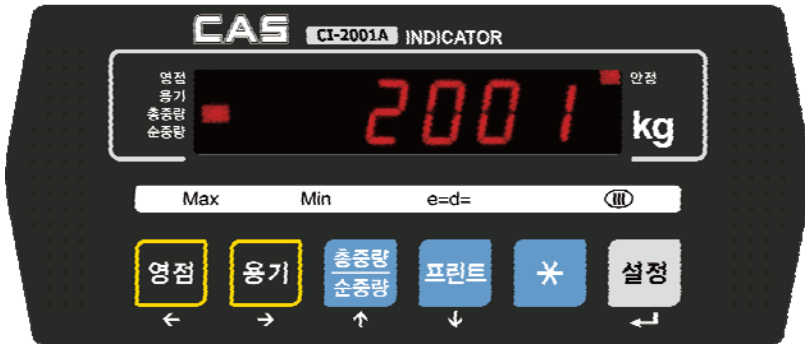 CAS CI-2001A INDICATOR
영점
용기
총중량
순중량
2001
안정
kg
Max Min e=d= III
영점 용기 총중량 프린트 * 설정
순중량
← → ↑ ↓ ↵